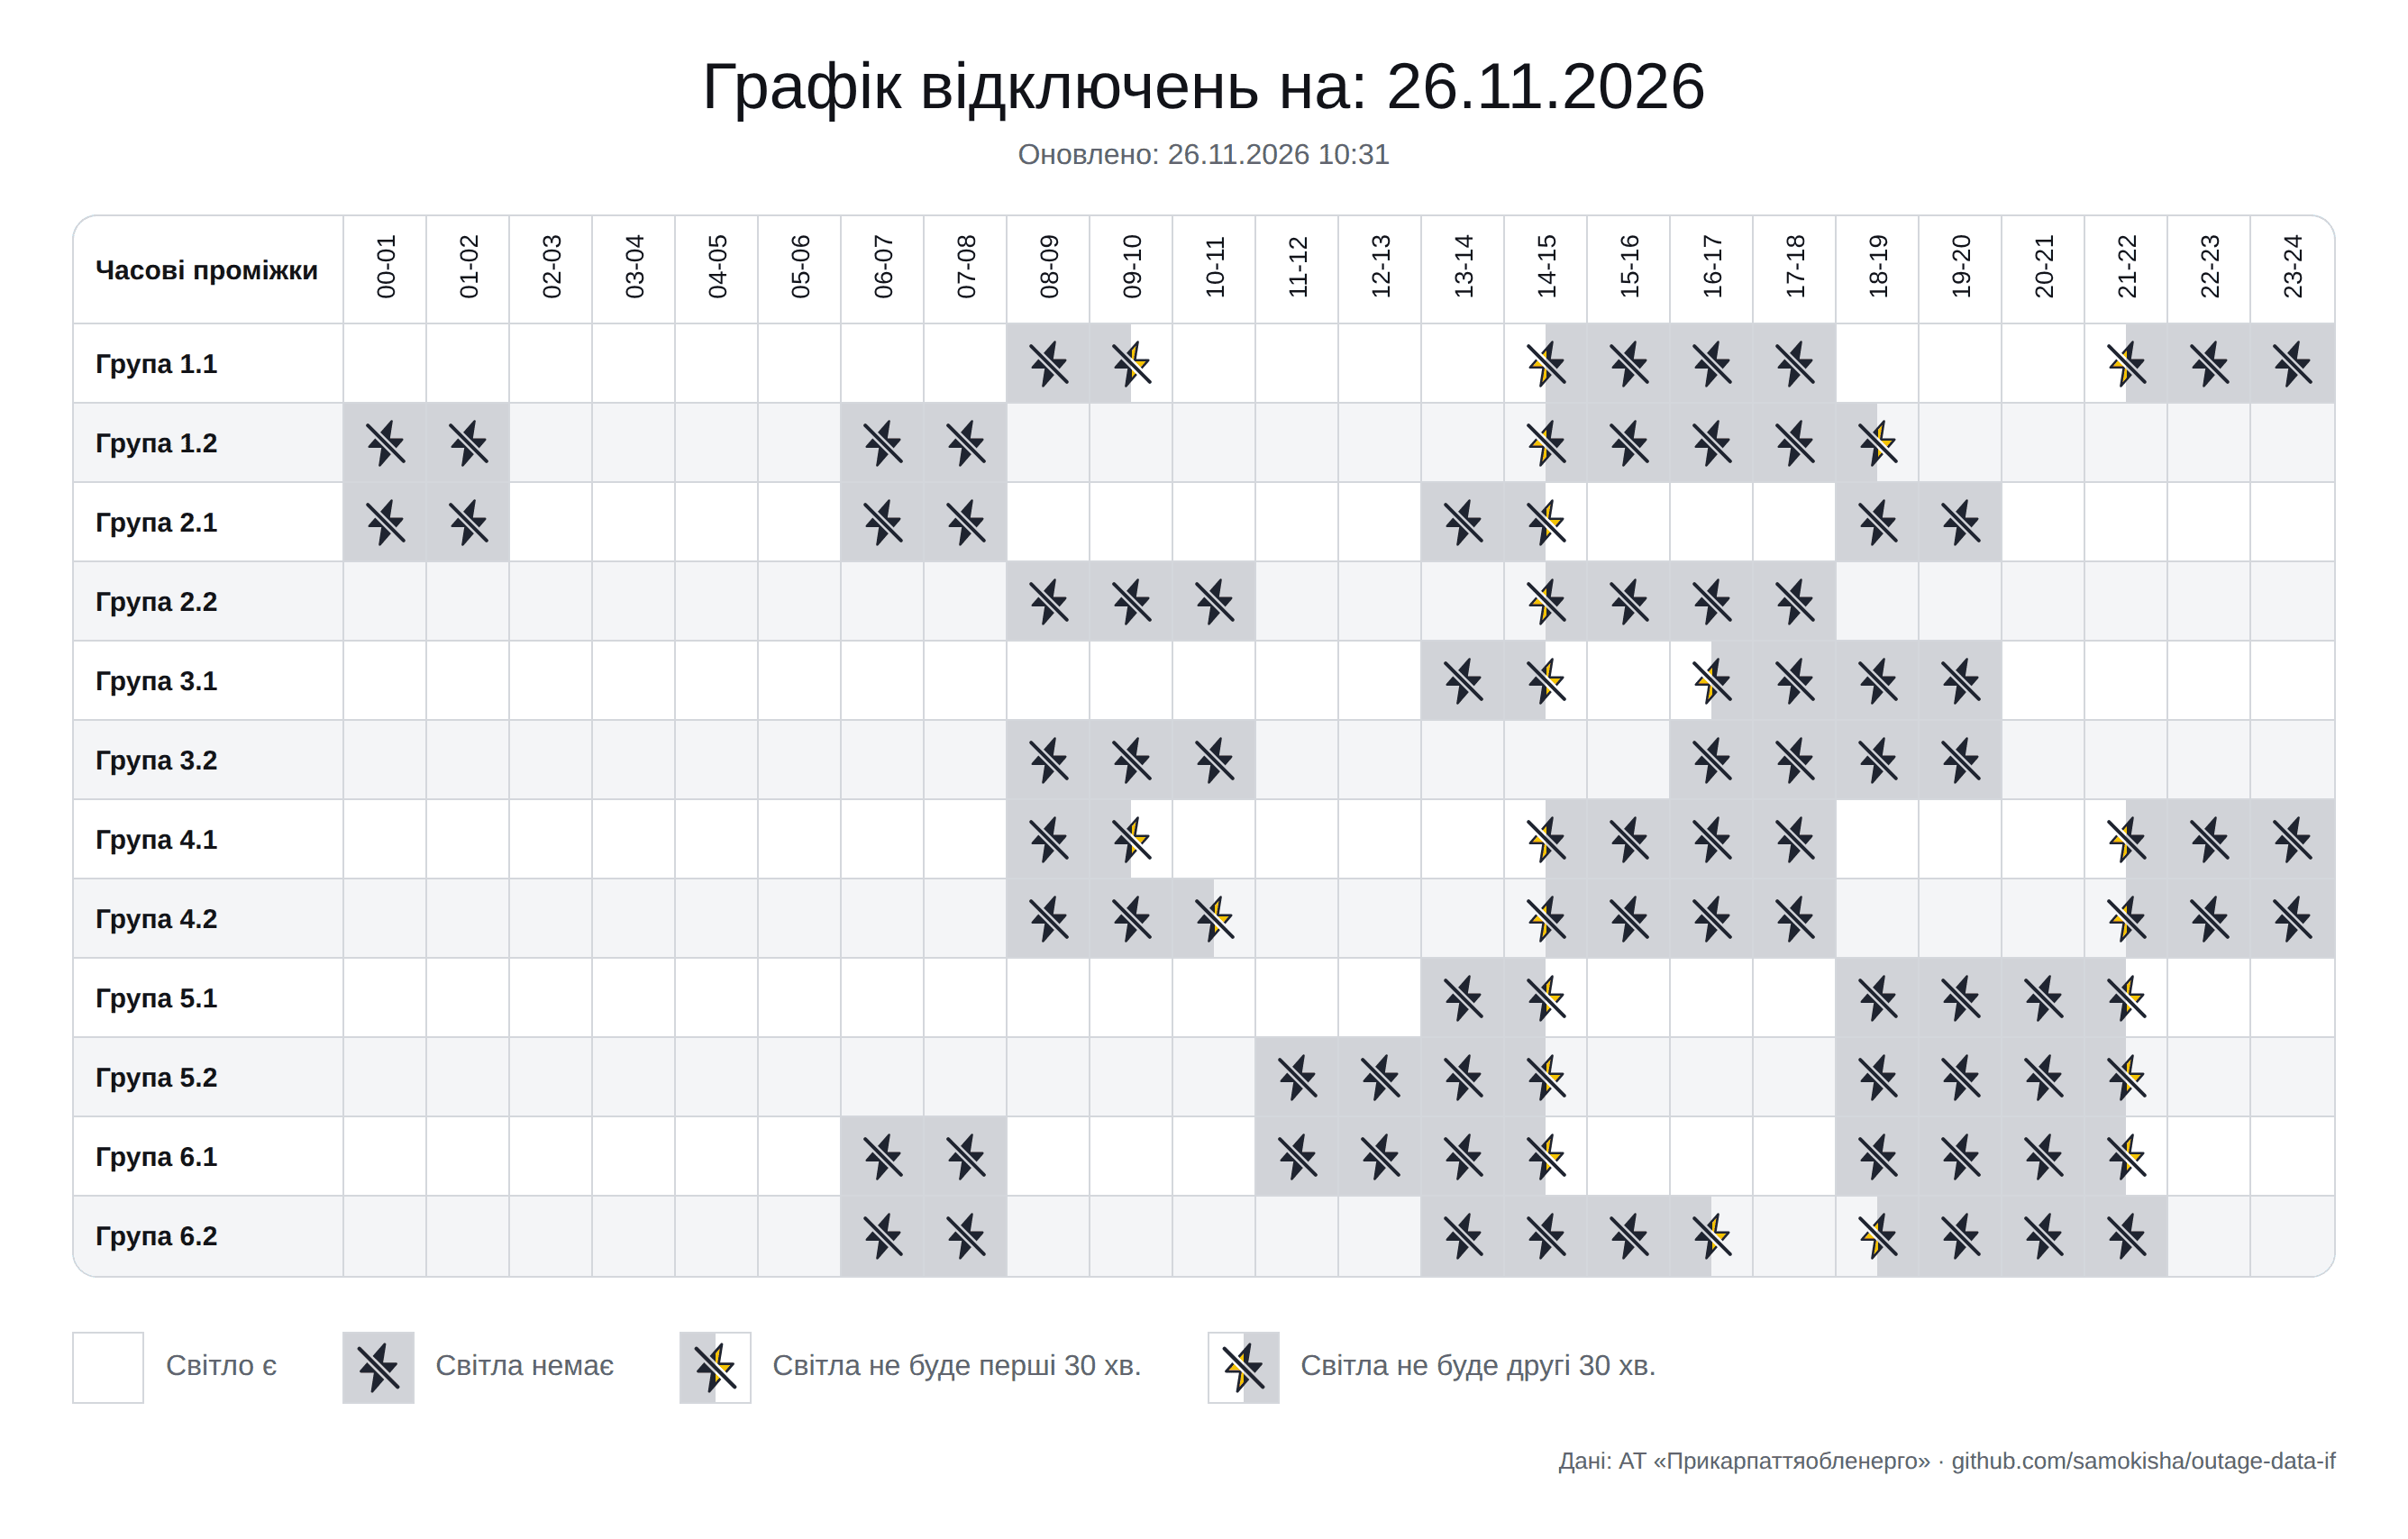 Графік відключень на: 26.11.2026
Оновлено: 26.11.2026 10:31
Часові проміжки 00-01 01-02 02-03 03-04 04-05 05-06 06-07 07-08 08-09 09-10 10-11 11-12 12-13 13-14 14-15 15-16 16-17 17-18 18-19 19-20 20-21 21-22 22-23 23-24
Група 1.1
Група 1.2
Група 2.1
Група 2.2
Група 3.1
Група 3.2
Група 4.1
Група 4.2
Група 5.1
Група 5.2
Група 6.1
Група 6.2
Світло є Світла немає Світла не буде перші 30 хв. Світла не буде другі 30 хв.
Дані: АТ «Прикарпаттяобленерго» · github.com/samokisha/outage-data-if